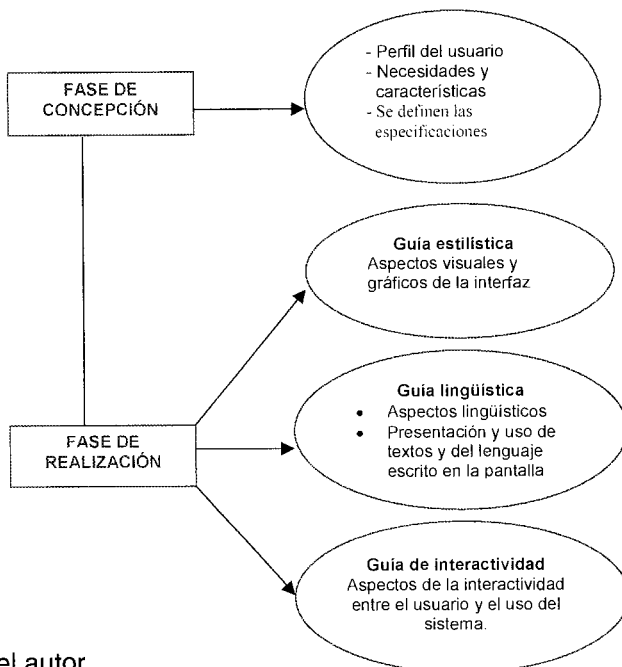 - Perfil del usuario
- Necesidades y
características
- Se definen las
especificaciones
FASE DE
CONCEPCIÓN
Guía estilística
Aspectos visuales y
gráficos de la interfaz
Guía lingüística
• Aspectos lingüísticos
• Presentación y uso de
textos y del lenguaje
escrito en la pantalla
FASE DE
REALIZACIÓN
Guía de interactividad
Aspectos de la interactividad
entre el usuario y el uso del
sistema.
el autor